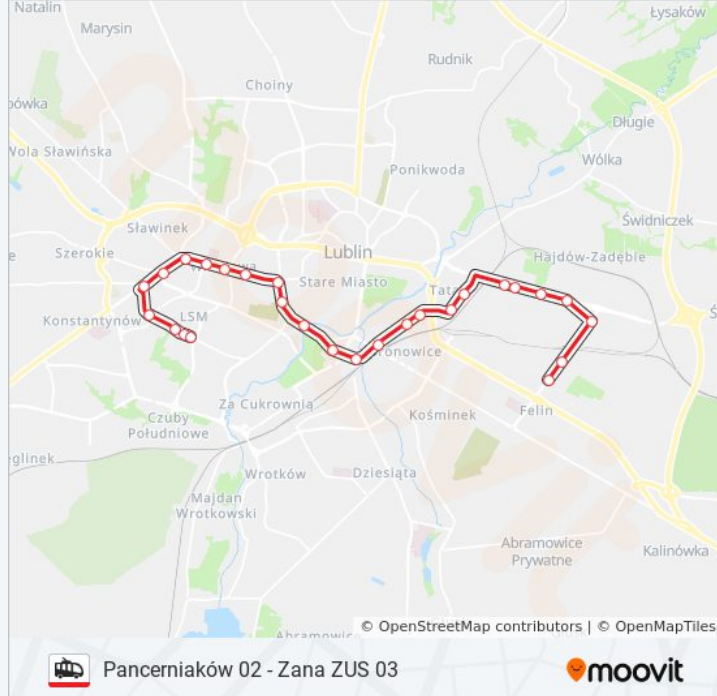 Natalin
Łysaków
Marysin
Rudnik
Choiny
Długie
Wola Sławińska
Wólka
Ponikwoda
Świdniczek
Sławinek
Szerokie
Lublin
Hajdów-Zadębie
Stare Miasto
LSM
Konstantynów
Za Cukrownią
Felin
Kośminek
Czuby
Południowe
Wrotków
Dziesiąta
Majdan
Wrotkowski
Abramowice
Prywatne
Kalinówka
© OpenStreetMap contributors | © OpenMapTiles
Pancerniaków 02 - Zana ZUS 03
moovit